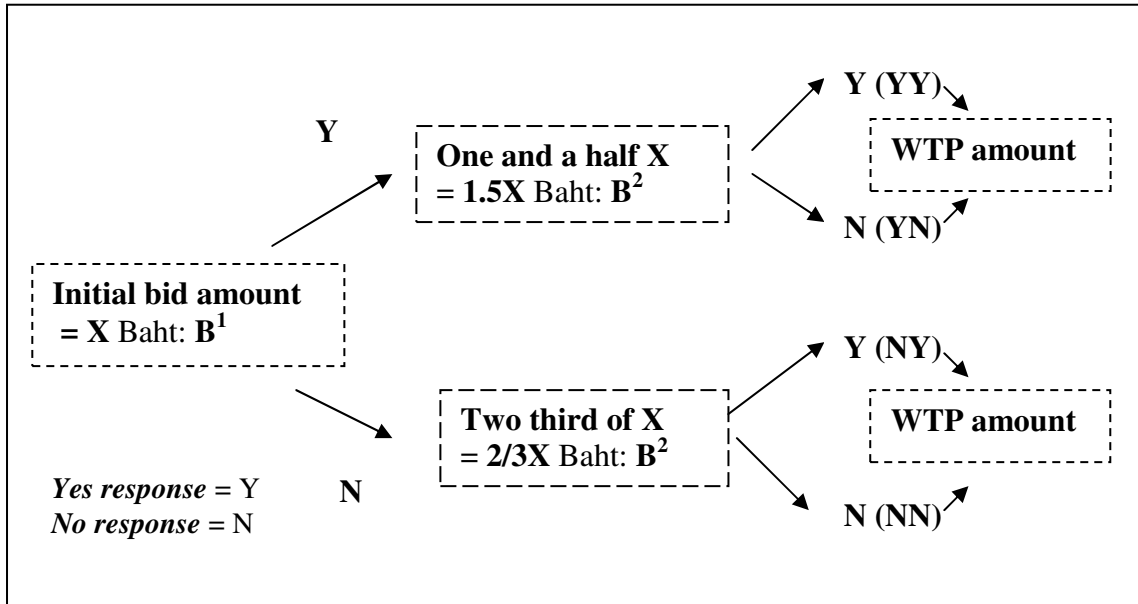 Y (YY)
Y
WTP amount
One and a half X
= 1.5X Baht: B²
N (YN)
Initial bid amount
= X Baht: B¹
Y (NY)
Two third of X
= 2/3X Baht: B²
WTP amount
Yes response = Y
No response = N
N
N (NN)